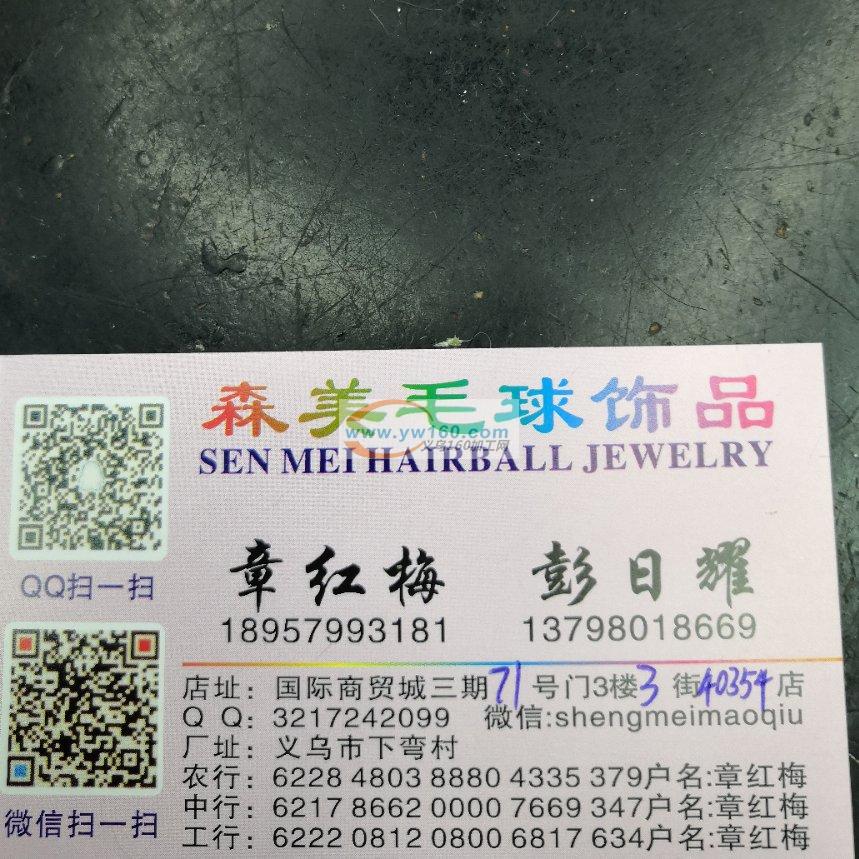 森美毛球饰品
www.yw160.com
义乌160加工网
SEN MEI HAIRBALL JEWELRY
章红梅 彭日耀
18957993181 13798018669
QQ扫一扫
店址：国际商贸城三期71号门3楼3街40354店
Q Q：3217242099 微信:shengmeimaoqiu
厂址：义乌市下弯村
农行：6228 4803 8880 4335 379户名:章红梅
中行：6217 8662 0000 7669 347户名:章红梅
工行：6222 0812 0800 6817 634户名:章红梅
微信扫一扫